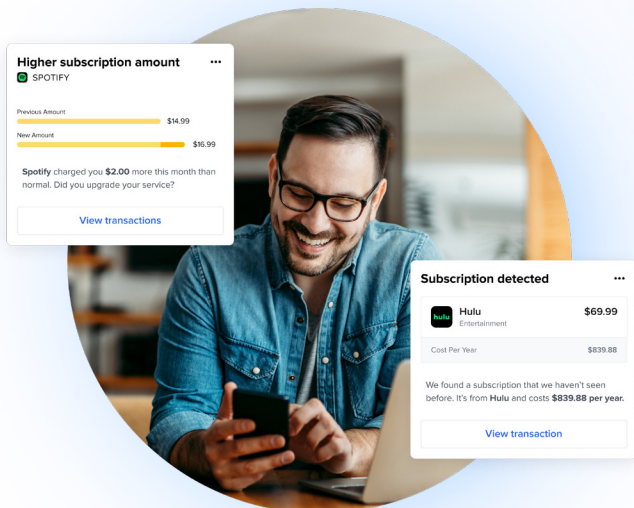 Higher subscription amount
SPOTIFY
Previous Amount
$14.99
New Amount
$16.99
Spotify charged you $2.00 more this month than
normal. Did you upgrade your service?
View transactions
Subscription detected
hulu
Hulu
$69.99
Entertainment
Cost Per Year
$839.88
We found a subscription that we haven't seen
before. It's from Hulu and costs $839.88 per year.
View transaction